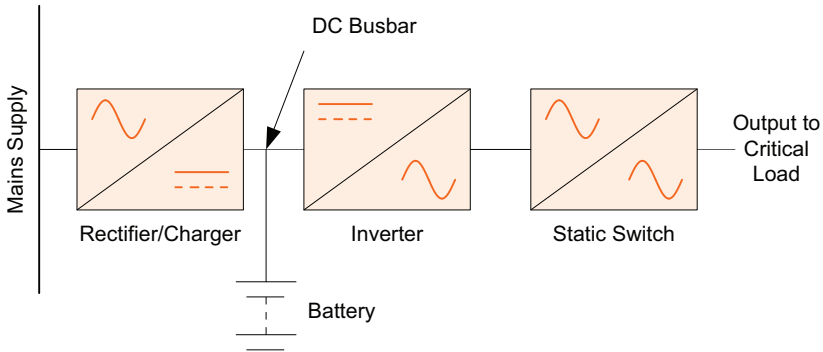 DC Busbar
Mains Supply
Output to
Critical
Load
Rectifier/Charger
Inverter
Static Switch
Battery